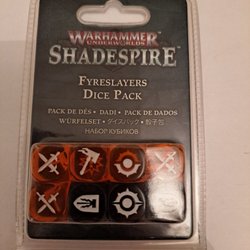 WARHAMMER
UNDERWORLDS
SHADESPIRE
FYRESLAYERS
DICE PACK
PACK DE DÉS • DADI • PACK DE DADOS
WÜRFELSET • ダイスパック • 骰子包
НАБОР КУБИКОВ